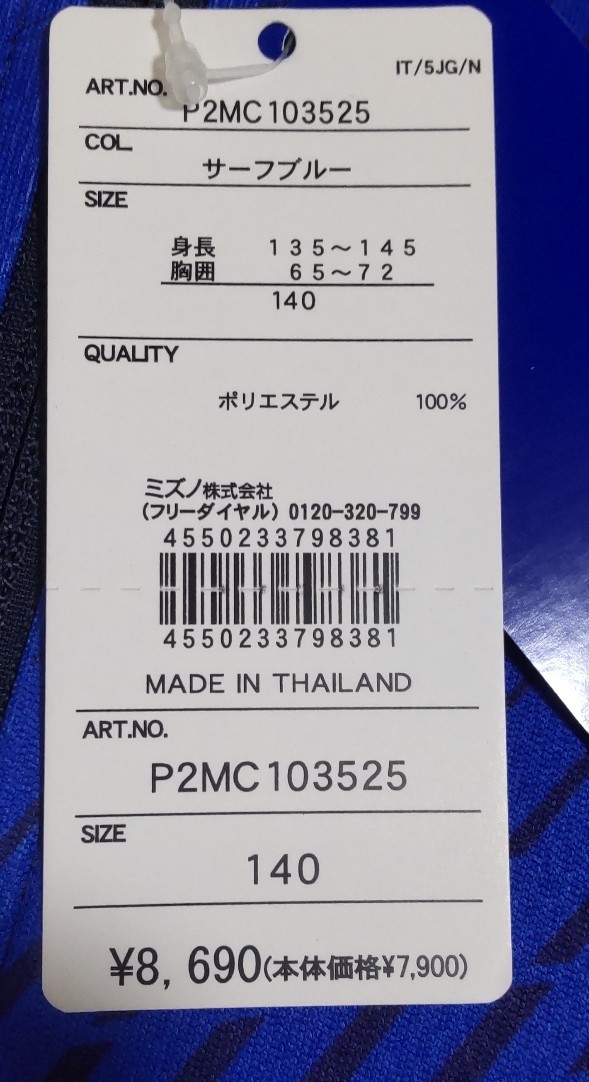 IT/5JG/N
ART.NO.
P2MC103525
COL
サーフブルー
SIZE
身長 135～145
胸囲 65～72
140
QUALITY
ポリエステル 100%
ミズノ株式会社
(フリーダイヤル) 0120-320-799
4550233798381
4550233798381
MADE IN THAILAND
ART.NO.
P2MC103525
SIZE
140
¥8,690(本体価格¥7,900)